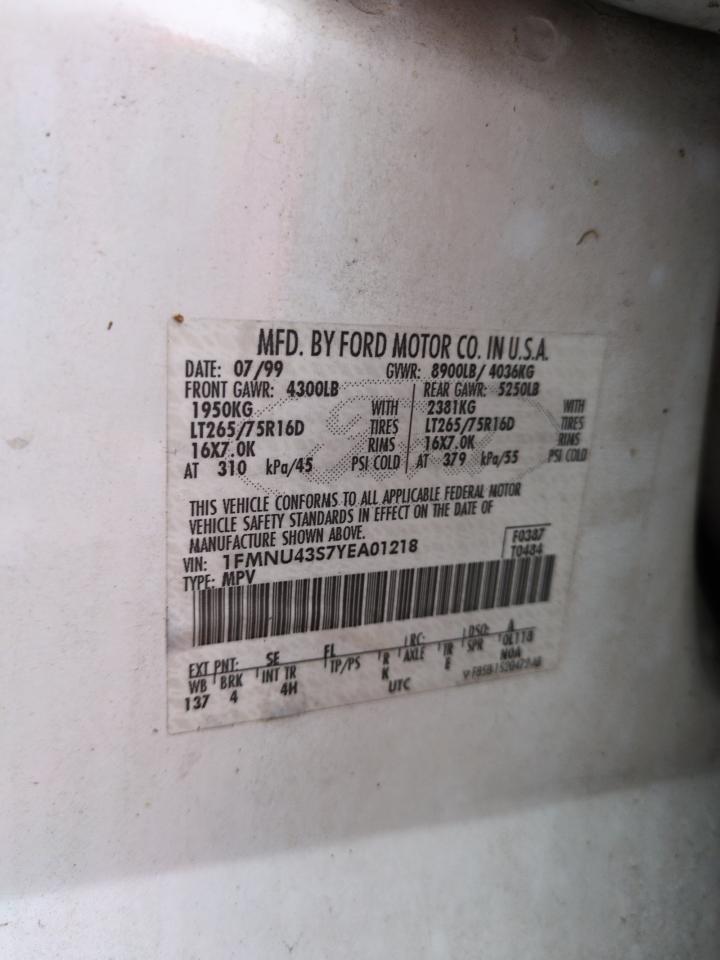 MFD. BY FORD MOTOR CO. IN U.S.A.
DATE: 07/99 GVWR: 8900LB/ 4036KG
FRONT GAWR: 4300LB REAR GAWR: 5250LB
1950KG WITH 2381KG WITH
LT265/75R16D TIRES LT265/75R16D TIRES
16X7.0K RIMS 16X7.0K RIMS
AT 310 kPa/45 PSI COLD AT 379 kPa/55 PSI COLD
THIS VEHICLE CONFORMS TO ALL APPLICABLE FEDERAL MOTOR
VEHICLE SAFETY STANDARDS IN EFFECT ON THE DATE OF
MANUFACTURE SHOWN ABOVE.
VIN: 1FMNU43S7YEA01218 F0387
TYPE: MPV T0484
EXT PNT: SE FL RC: DSO: A
WB BRK INT TR TP/PS R AXLE TR SPR OL118
137 4 4H K UTC E NOA